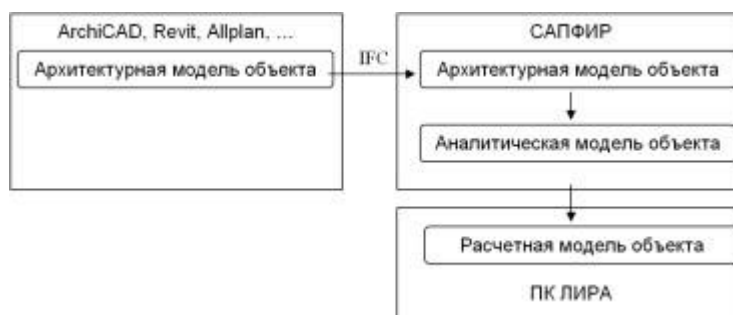 ArchiCAD, Revit, Allplan, ...
Архитектурная модель объекта
IFC
САПФИР
Архитектурная модель объекта
Аналитическая модель объекта
Расчетная модель объекта
ПК ЛИРА